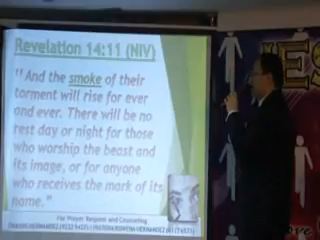 Revelation 14:11 (NIV)
"And the smoke of their
torment will rise for ever
and ever. There will be no
rest day or night for those
who worship the beast and
its image, or for anyone
who receives the mark of its
name."
For Prayer Request and Counseling